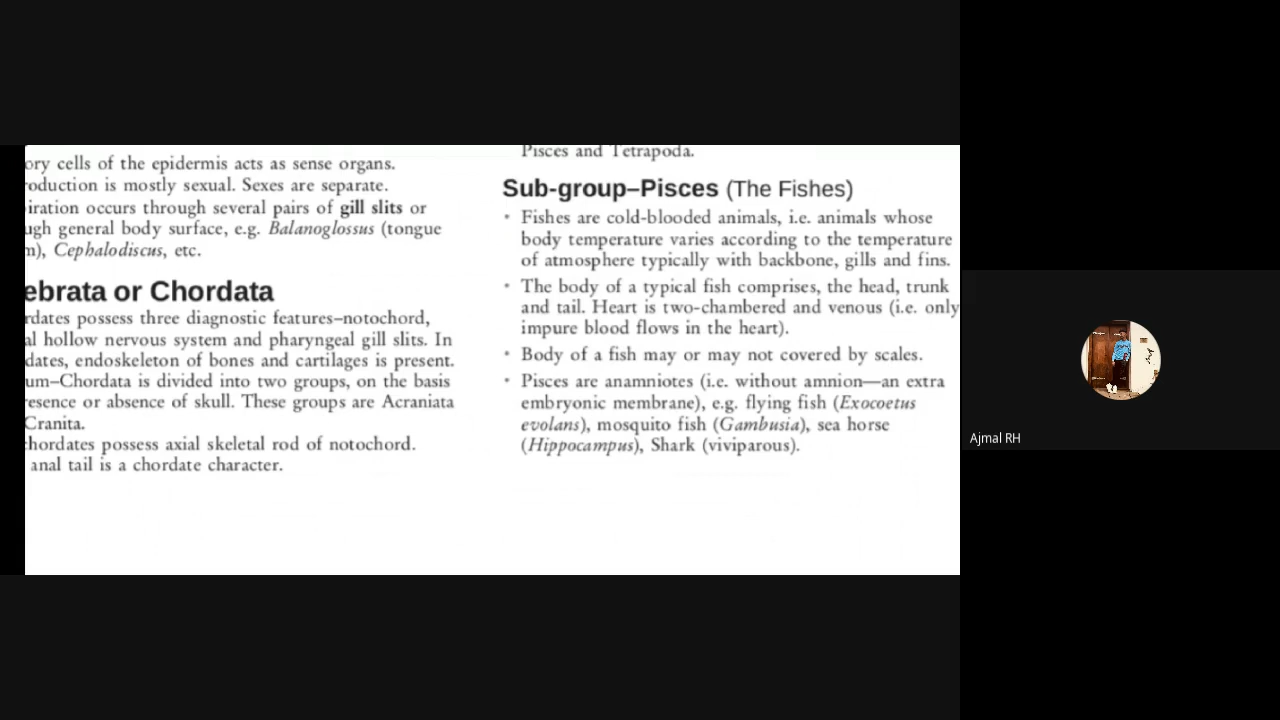 ory cells of the epidermis acts as sense organs.
oduction is mostly sexual. Sexes are separate.
iration occurs through several pairs of gill slits or
ugh general body surface, e.g. Balanoglossus (tongue
m), Cephalodiscus, etc.
ebrata or Chordata
rdates possess three diagnostic features–notochord,
al hollow nervous system and pharyngeal gill slits. In
dates, endoskeleton of bones and cartilages is present.
um–Chordata is divided into two groups, on the basis
esence or absence of skull. These groups are Acraniata
Cranita.
hordates possess axial skeletal rod of notochord.
anal tail is a chordate character.
Pisces and Tetrapoda.
Sub-group–Pisces (The Fishes)
• Fishes are cold-blooded animals, i.e. animals whose
body temperature varies according to the temperature
of atmosphere typically with backbone, gills and fins.
• The body of a typical fish comprises, the head, trunk
and tail. Heart is two-chambered and venous (i.e. only
impure blood flows in the heart).
• Body of a fish may or may not covered by scales.
• Pisces are anamniotes (i.e. without amnion—an extra
embryonic membrane), e.g. flying fish (Exocoetus
evolans), mosquito fish (Gambusia), sea horse
(Hippocampus), Shark (viviparous).
Ajmal RH